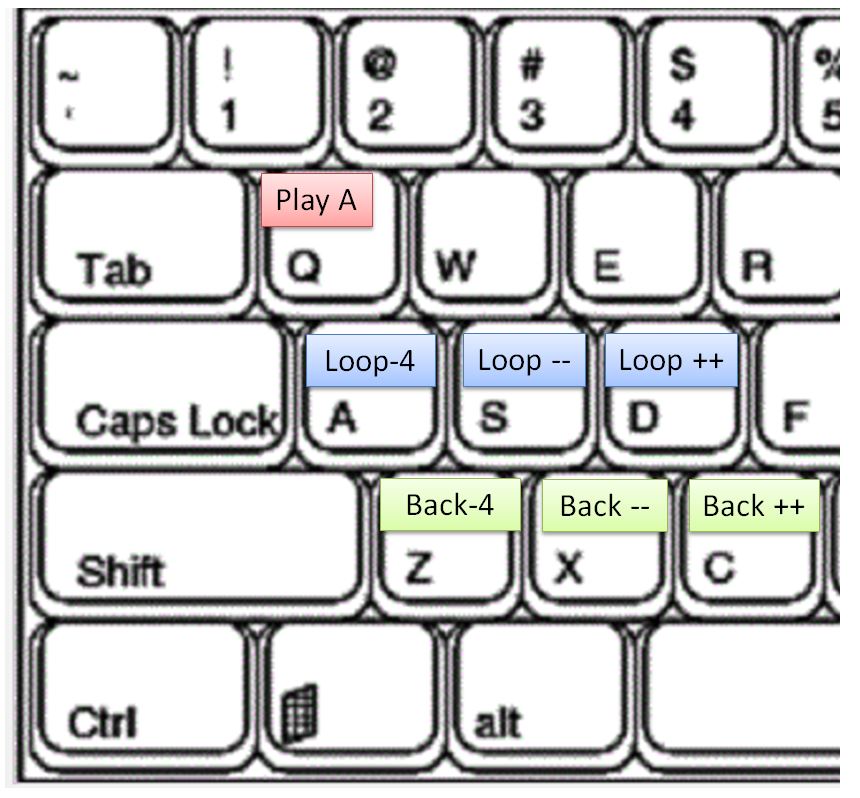 ~ ! @ # $ %
' 1 2 3 4 5
Play A
Tab Q W E R
Loop-4 Loop -- Loop ++
Caps Lock A S D F
Back-4 Back -- Back ++
Shift Z X C
Ctrl alt